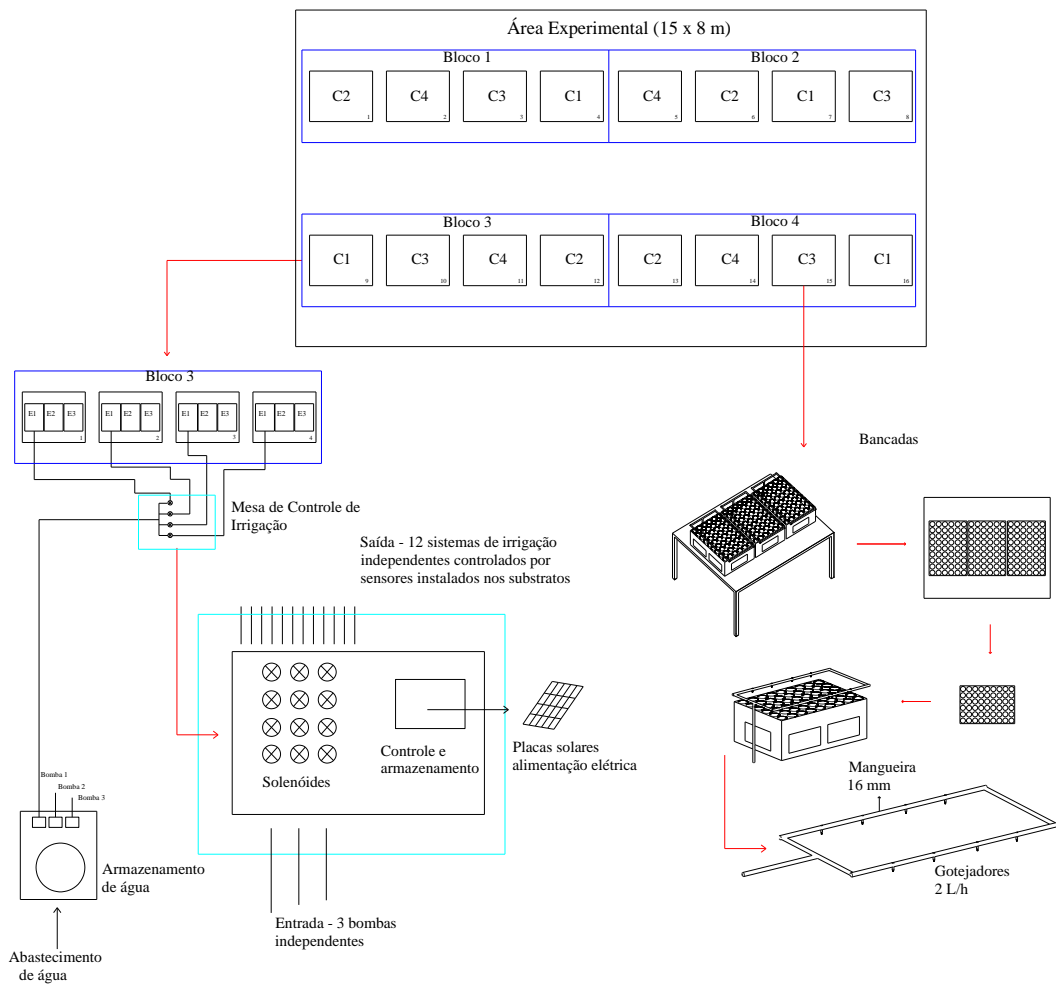 Área Experimental (15 x 8 m)
Bloco 1
Bloco 2
C2
C4
C3
C1
C4
C2
C1
C3
1
2
3
4
5
6
7
8
Bloco 3
Bloco 4
C1
C3
C4
C2
C2
C4
C3
C1
9
10
11
12
13
14
15
16
Bloco 3
E1
E2
E3
E1
E2
E3
E1
E2
E3
E1
E2
E3
1
2
3
4
Mesa de Controle de
Irrigação
Bancadas
Saída - 12 sistemas de irrigação
independentes controlados por
sensores instalados nos substratos
Solenóides
Controle e
armazenamento
Placas solares
alimentação elétrica
Entrada - 3 bombas
independentes
Bomba 1
Bomba 2
Bomba 3
Armazenamento
de água
Abastecimento
de água
Mangueira
16 mm
Gotejadores
2 L/h